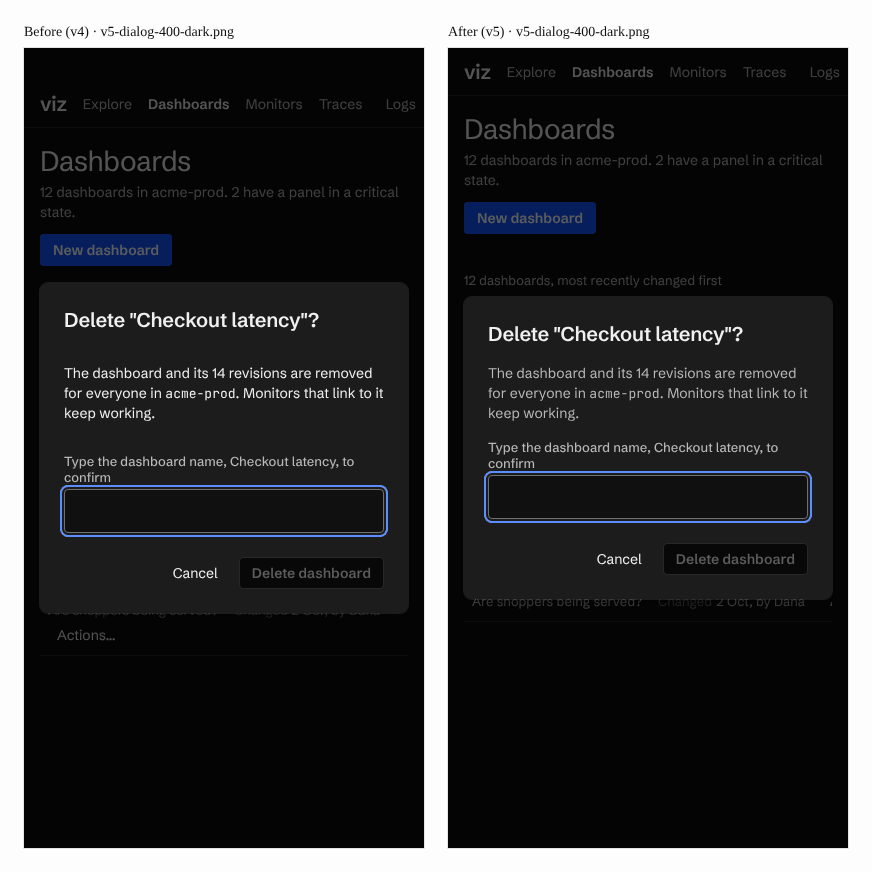 Before (v4) · v5-dialog-400-dark.png
viz Explore Dashboards Monitors Traces Logs
Dashboards
12 dashboards in acme-prod. 2 have a panel in a critical
state.
New dashboard
Delete "Checkout latency"?
The dashboard and its 14 revisions are removed
for everyone in acme-prod. Monitors that link to it
keep working.
Type the dashboard name, Checkout latency, to
confirm
Cancel Delete dashboard
Actions...
After (v5) · v5-dialog-400-dark.png
viz Explore Dashboards Monitors Traces Logs
Dashboards
12 dashboards in acme-prod. 2 have a panel in a critical
state.
New dashboard
12 dashboards, most recently changed first
Delete "Checkout latency"?
The dashboard and its 14 revisions are removed
for everyone in acme-prod. Monitors that link to it
keep working.
Type the dashboard name, Checkout latency, to
confirm
Cancel Delete dashboard
Are shoppers being served? Changed 2 Oct, by Dana